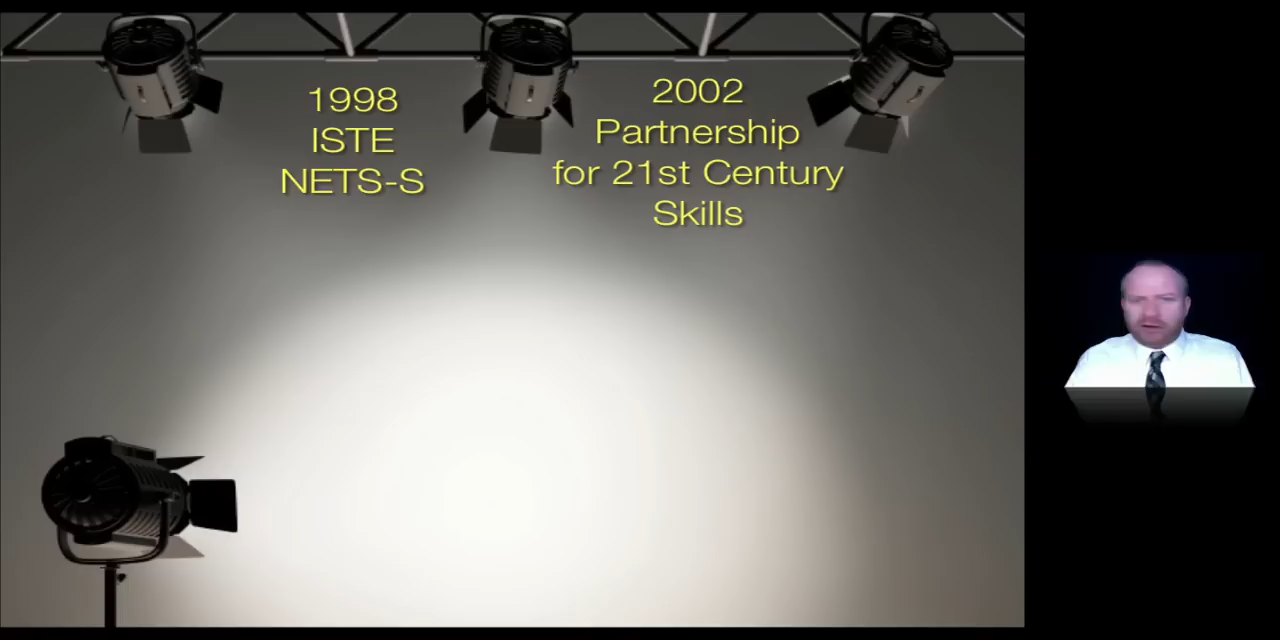 1998
ISTE
NETS-S
2002
Partnership
for 21st Century
Skills